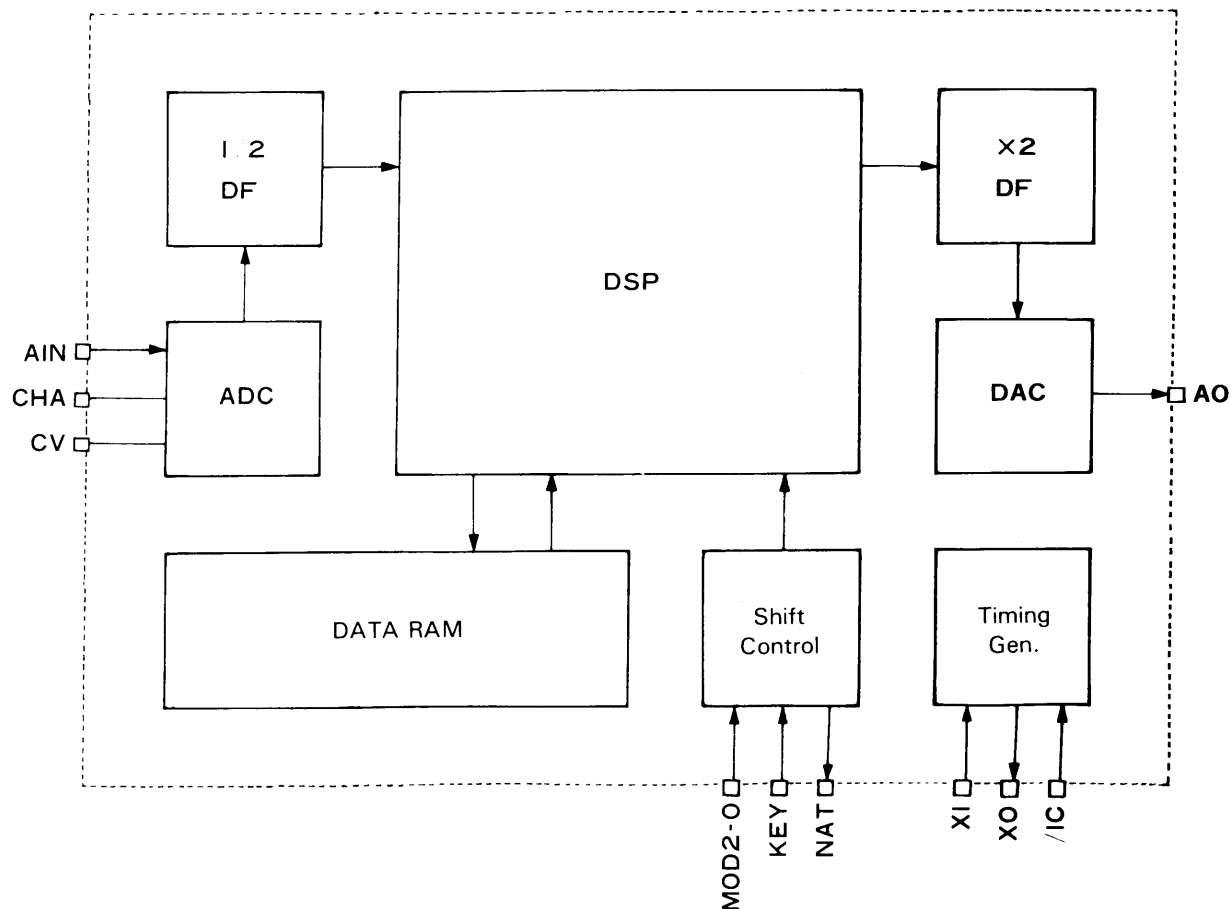 1.2
DF
DSP
×2
DF
AIN
CHA
CV
ADC
DAC
AO
DATA RAM
Shift
Control
Timing
Gen.
MOD2-0
KEY
NAT
XI
XO
/IC